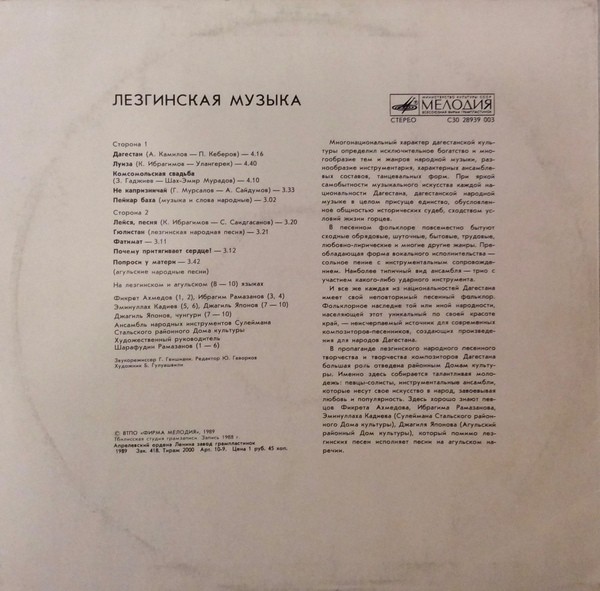 ЛЕЗГИНСКАЯ МУЗЫКА
МИНИСТЕРСТВО КУЛЬТУРЫ СССР
МЕЛОДИЯ
ВСЕСОЮЗНАЯ ФИРМА ГРАМПЛАСТИНОК
СТЕРЕО С30 28939 003
Сторона 1
Дагестан (А. Камилов — П. Кеберов) — 4.16
Луиза (К. Ибрагимов — Улангерек) — 4.40
Комсомольская свадьба
(З. Гаджиев — Шах-Эмир Мурадов) — 4.10
Не капризничай (Г. Мурсалов — А. Сайдумов) — 3.33
Пейкар баха (музыка и слова народные) — 3.02
Сторона 2
Лейся, песня (К. Ибрагимов — С. Саидгасанов) — 3.20
Гюлистан (лезгинская народная песня) — 3.21
Фатимат — 3.11
Почему притягивает сердце! — 3.12
Попроси у матери — 3.42
(агульские народные песни)
На лезгинском и агульском (8 — 10) языках
Фикрет Ахмедов (1, 2), Ибрагим Рамазанов (3, 4)
Эминуллах Кадиев (5, 6), Джагиль Японов (7 — 10)
Джагиль Японов, чунгури (7 — 10)
Ансамбль народных инструментов Сулеймана
Стальского районного Дома культуры
Художественный руководитель
Шарефудин Рамазанов (1 — 6)
Звукорежиссер Г. Гвишиани. Редактор Ю. Гаварков
Художник Б. Гулувшвили
© ВТПО «ФИРМА МЕЛОДИЯ», 1989
Тбилисская студия грамзаписи. Запись 1988 г.
Апрелевский ордена Ленина завод грампластинок
1989 Зак. 418. Тираж 2000 Арт. 10-9. Цена 1 руб. 45 коп.
Многонациональный характер дагестанской куль-
туры определил исключительное богатство и мно-
гообразие тем и жанров народной музыки, раз-
нообразие инструментария, характерных ансамбле-
вых составов, танцевальных форм. При яркой
самобытности музыкального искусства каждой на-
циональности Дагестана, дагестанской народной
музыке в целом присуще единство, обусловлен-
ное общностью исторических судеб, сходством ус-
ловий жизни горцев.
В песенном фольклоре повсеместно бытуют
сходные обрядовые, шуточные, бытовые, трудовые,
любовно-лирические и многие другие жанры. Пре-
обладающая форма вокального исполнительства —
сольное пение с инструментальным сопровожде-
нием. Наиболее типичный вид ансамбля — трио с
участием какого-либо ударного инструмента.
И все же каждая из национальностей Дагестана
имеет свой неповторимый песенный фольклор.
Фольклорное наследие той или иной народности,
населяющей этот уникальный по своей красоте
край, — неисчерпаемый источник для современных
композиторов-песенников, создающих произведе-
ния для народов Дагестана.
В пропаганде лезгинского народного песенного
творчества и творчества композиторов Дагестана
большая роль отведена районным Домам культу-
ры. Именно здесь собирается талантливая моло-
дежь: певцы-солисты, инструментальные ансамбли,
которые несут свое искусство в народ, завоевывая
любовь и популярность. Здесь хорошо знают пев-
цов Фикрета Ахмедова, Ибрагима Рамазанова,
Эминуллаха Кадиева (Сулеймана Стальского район-
ного Дома культуры), Джагиля Японова (Агульский
районный Дом культуры), который помимо лез-
гинских песен исполняет песни на агульском на-
речии.